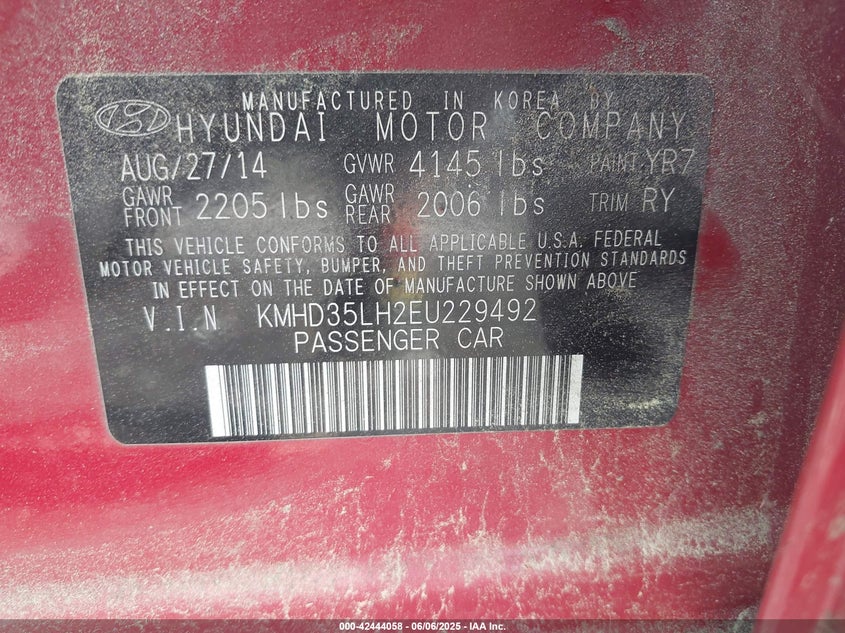 MANUFACTURED IN KOREA BY
HYUNDAI MOTOR COMPANY
AUG/27/14 GVWR 4145 lbs PAINT YR7
GAWR FRONT 2205 lbs GAWR REAR 2006 lbs TRIM RY
THIS VEHICLE CONFORMS TO ALL APPLICABLE U.S.A. FEDERAL
MOTOR VEHICLE SAFETY, BUMPER, AND THEFT PREVENTION STANDARDS
IN EFFECT ON THE DATE OF MANUFACTURE SHOWN ABOVE
V.I.N KMHD35LH2EU229492
PASSENGER CAR
000-42444058 - 06/06/2025 - IAA Inc.